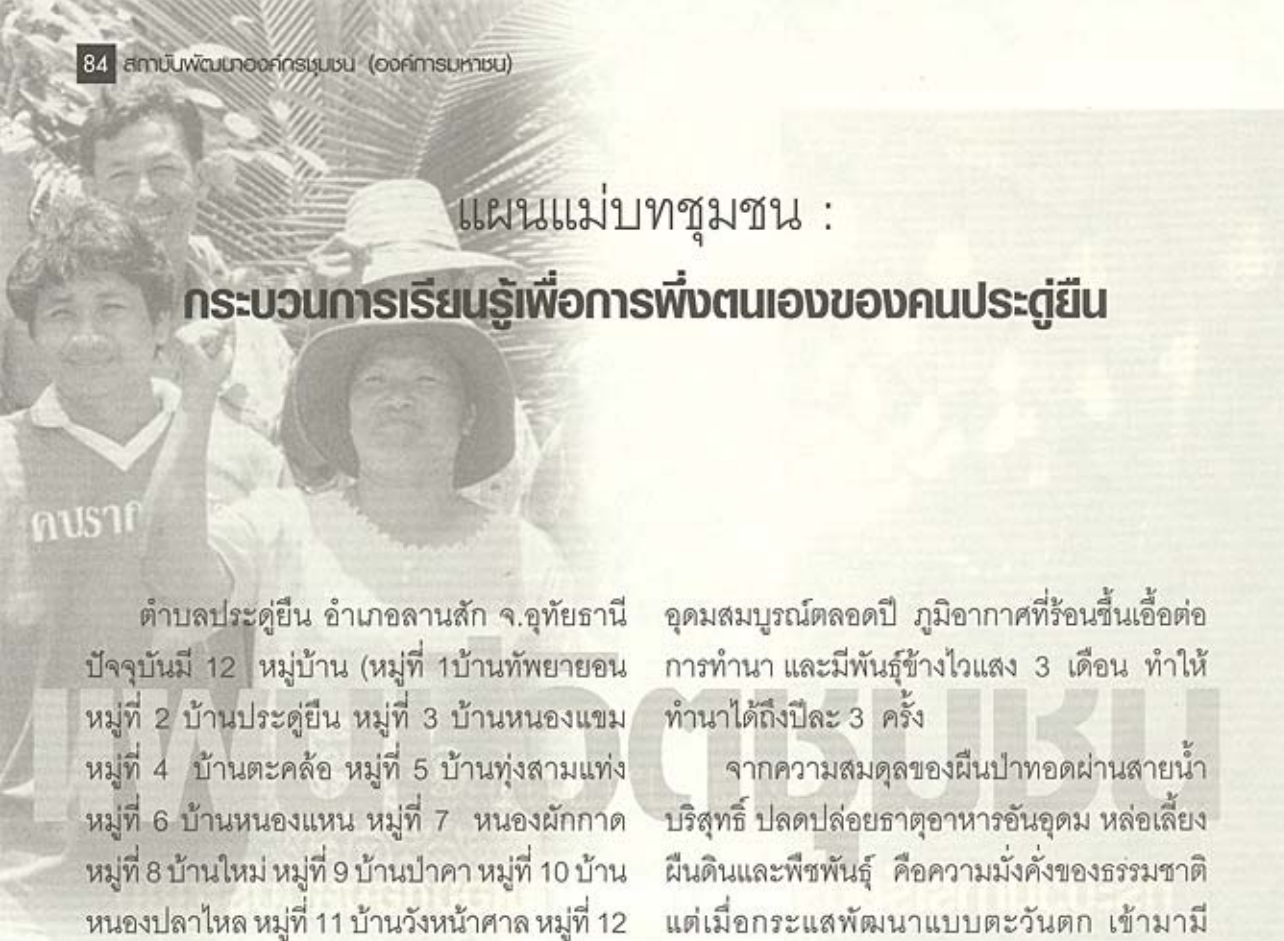 84 สถาบันพัฒนาองค์กรชุมชน (องค์การมหาชน)
แผนแม่บทชุมชน :
กระบวนการเรียนรู้เพื่อการพึ่งตนเองของคนประดู่ยืน
คนราก
ตำบลประดู่ยืน อำเภอลานสัก จ.อุทัยธานี
ปัจจุบันมี 12 หมู่บ้าน (หมู่ที่ 1บ้านทัพยายอน
หมู่ที่ 2 บ้านประดู่ยืน หมู่ที่ 3 บ้านหนองแขม
หมู่ที่ 4 บ้านตะคล้อ หมู่ที่ 5 บ้านทุ่งสามแท่ง
หมู่ที่ 6 บ้านหนองแหน หมู่ที่ 7 หนองผักกาด
หมู่ที่ 8 บ้านใหม่ หมู่ที่ 9 บ้านป่าคา หมู่ที่ 10 บ้าน
หนองปลาไหล หมู่ที่ 11 บ้านวังหน้าศาล หมู่ที่ 12
อุดมสมบูรณ์ตลอดปี ภูมิอากาศที่ร้อนชื้นเอื้อต่อ
การทำนา และมีพันธุ์ข้างไวแสง 3 เดือน ทำให้
ทำนาได้ถึงปีละ 3 ครั้ง
จากความสมดุลของผืนป่าทอดผ่านสายน้ำ
บริสุทธิ์ ปลดปล่อยธาตุอาหารอันอุดม หล่อเลี้ยง
ผืนดินและพืชพันธุ์ คือความมั่งคั่งของธรรมชาติ
แต่เมื่อกระแสพัฒนาแบบตะวันตก เข้ามามี